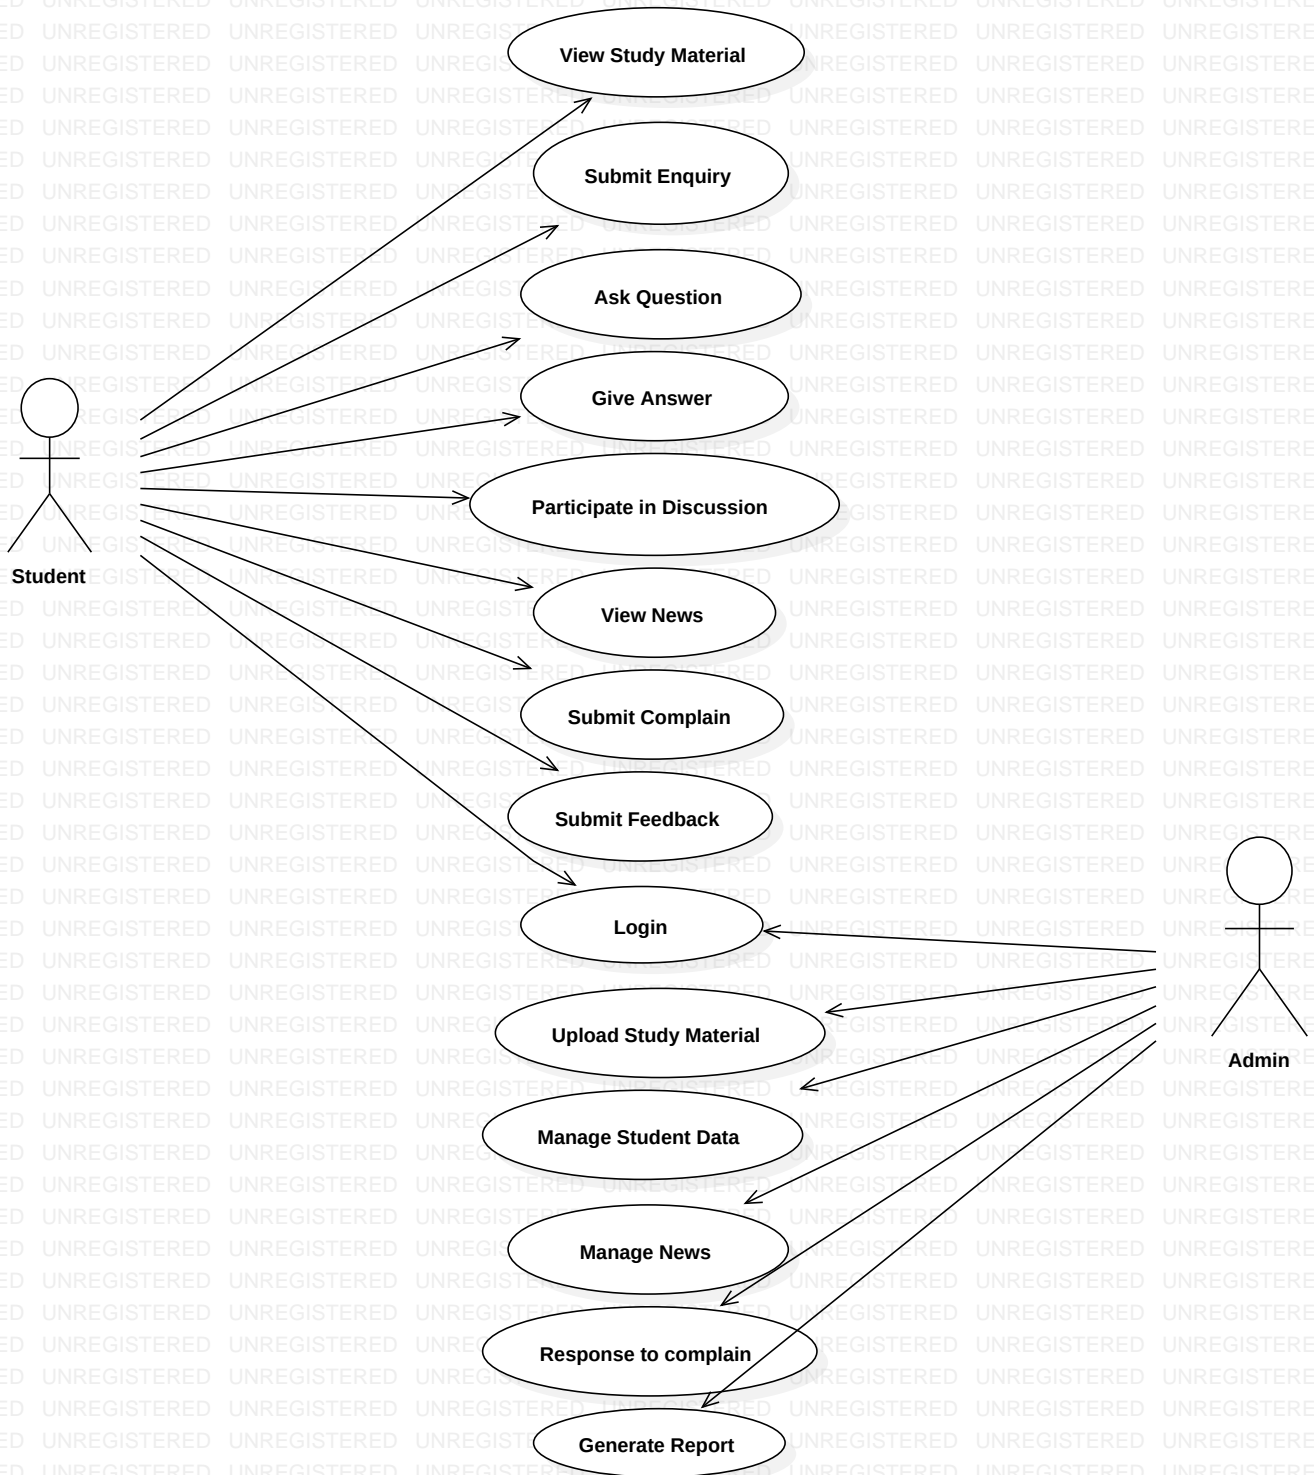 View Study Material
Submit Enquiry
Ask Question
Give Answer
Participate in Discussion
Student
View News
Submit Complain
Submit Feedback
Login
Upload Study Material
Admin
Manage Student Data
Manage News
Response to complain
Generate Report
UNREGISTERED